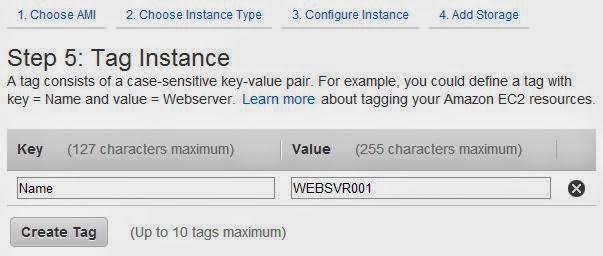 1. Choose AMI 2. Choose Instance Type 3. Configure Instance 4. Add Storage
Step 5: Tag Instance
A tag consists of a case-sensitive key-value pair. For example, you could define a tag with
key = Name and value = Webserver. Learn more about tagging your Amazon EC2 resources.
Key (127 characters maximum) Value (255 characters maximum)
Name WEBSVR001
Create Tag (Up to 10 tags maximum)